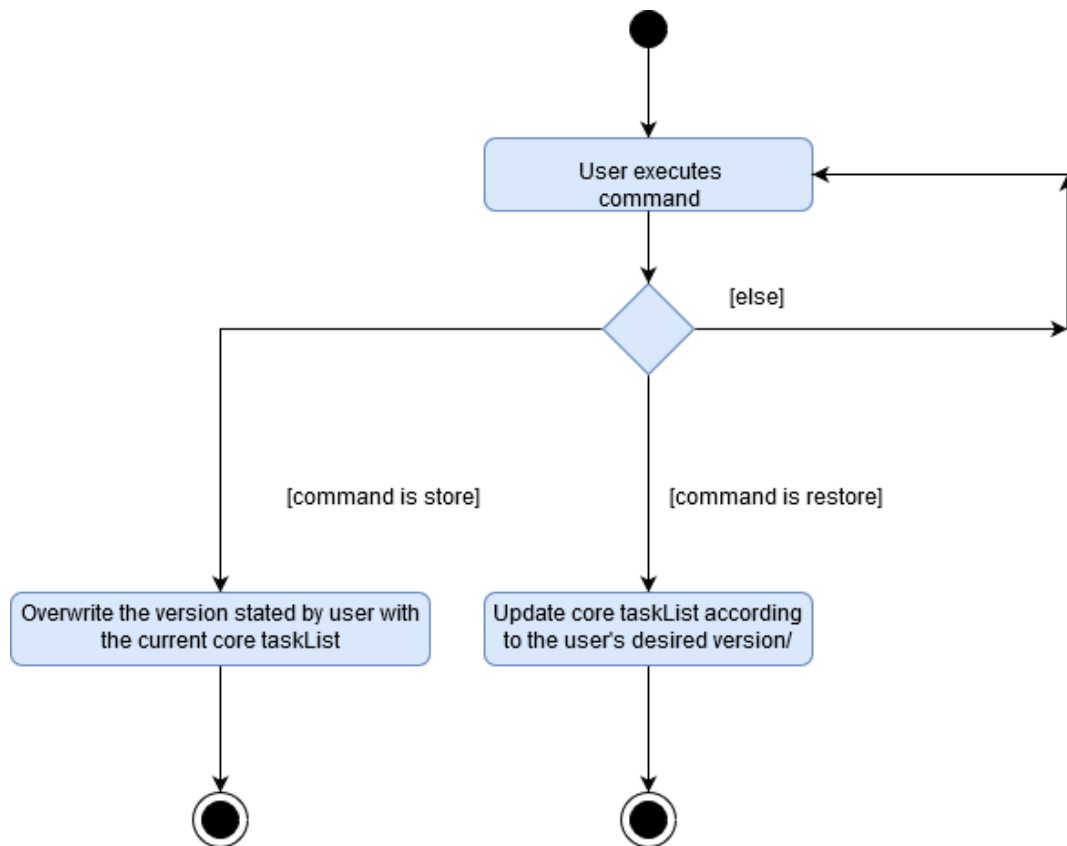 User executes
command
[else]
[command is store]
[command is restore]
Overwrite the version stated by user with
the current core taskList
Update core taskList according
to the user's desired version/